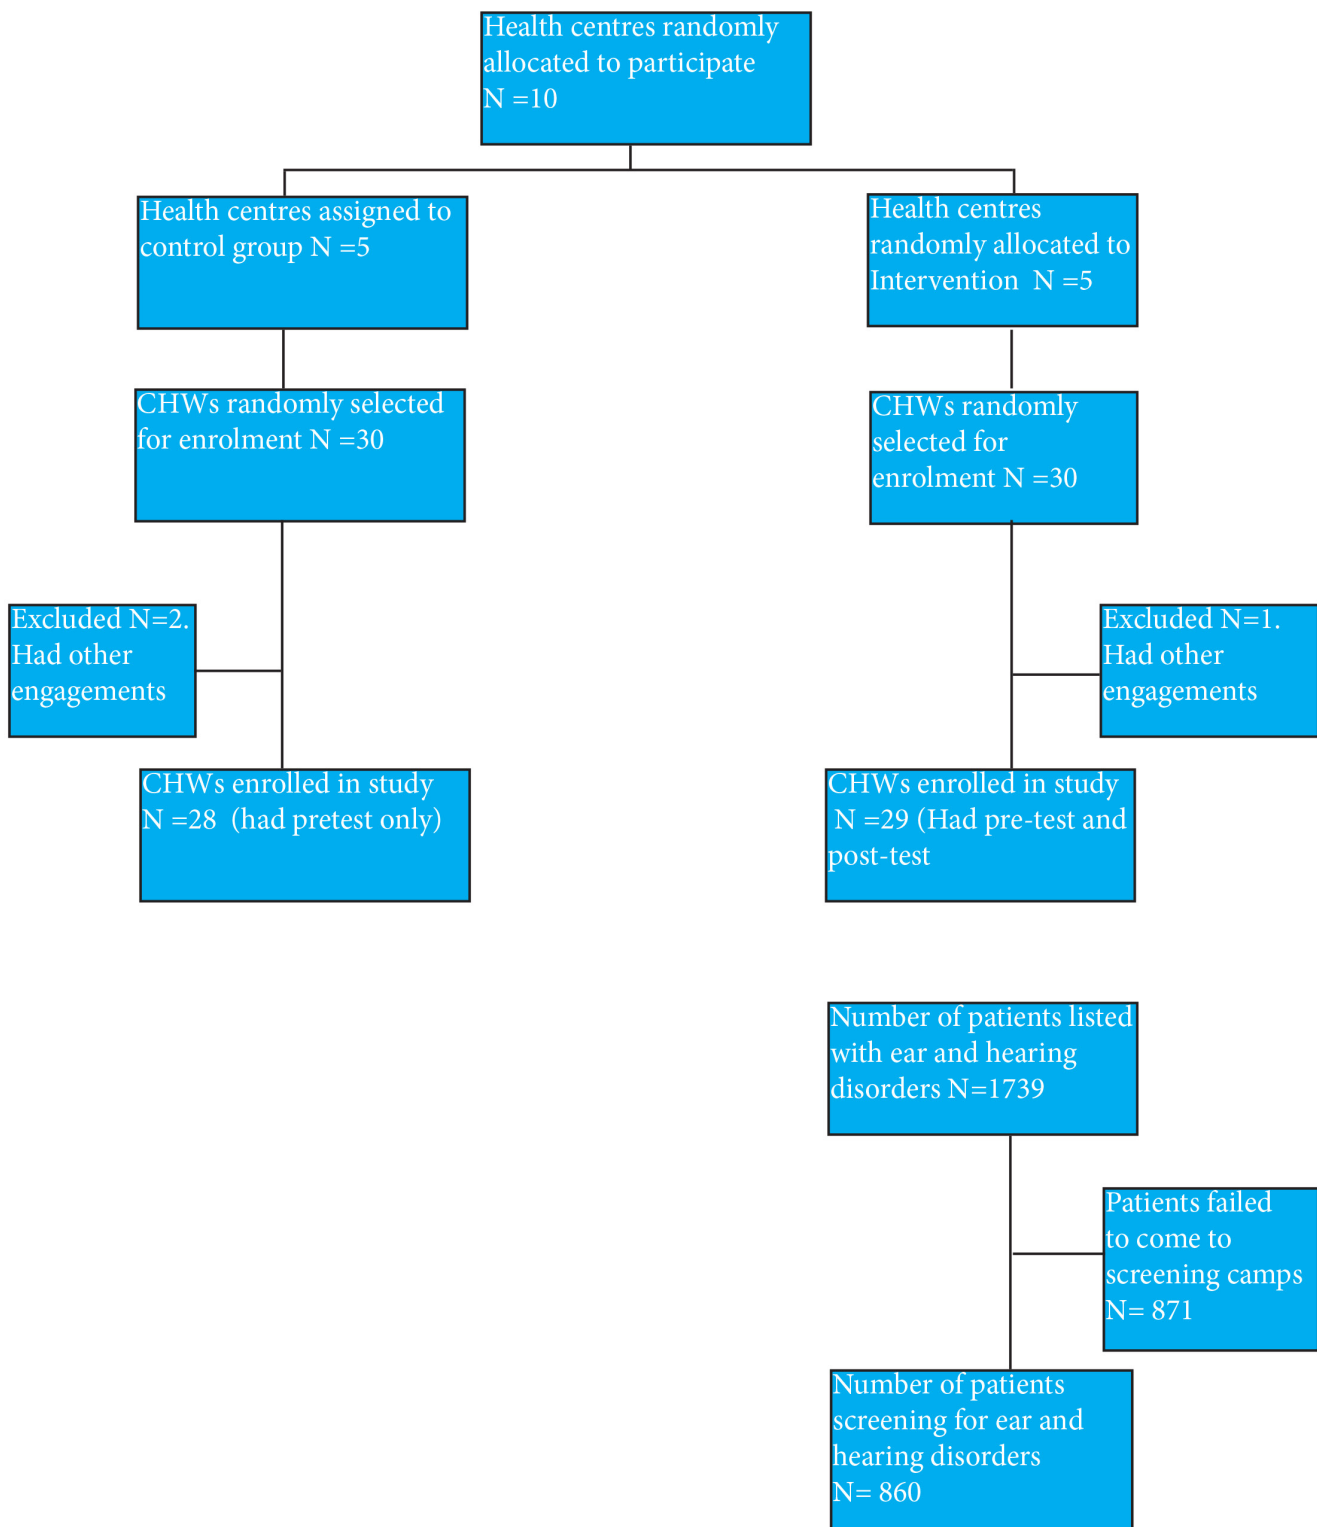 Health centres randomly
allocated to participate
N =10
Health centres assigned to
control group N =5
Health centres
randomly allocated to
Intervention N =5
CHWs randomly selected
for enrolment N =30
CHWs randomly
selected for
enrolment N =30
Excluded N=2.
Had other
engagements
Excluded N=1.
Had other
engagements
CHWs enrolled in study
N =28 (had pretest only)
CHWs enrolled in study
N =29 (Had pre-test and
post-test
Number of patients listed
with ear and hearing
disorders N=1739
Patients failed
to come to
screening camps
N= 871
Number of patients
screening for ear and
hearing disorders
N= 860